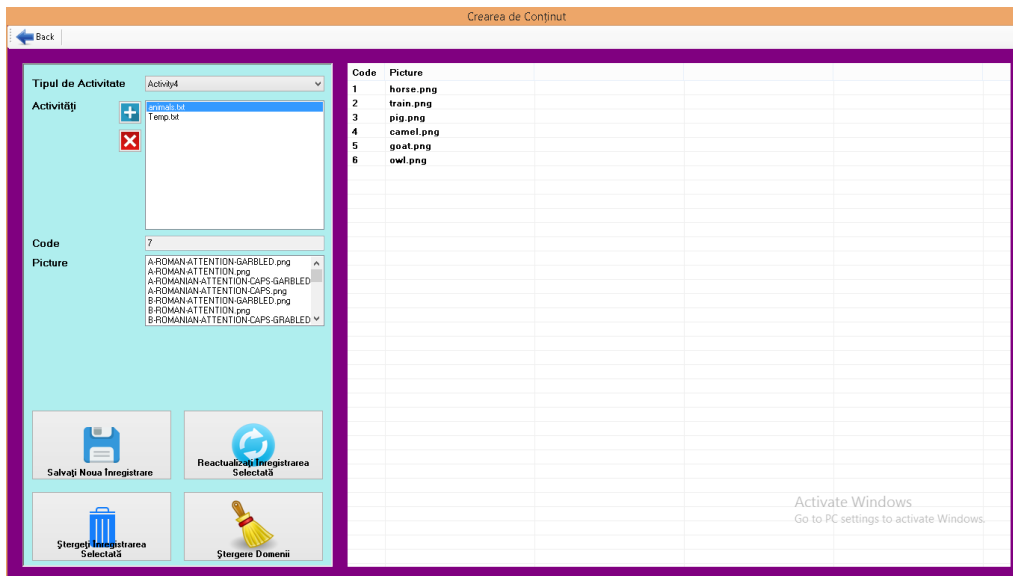 Crearea de Conținut
Back
Tipul de Activitate
Activity4
Activități
animals.txt
Temp.txt
Code
7
Picture
A-ROMAN-ATTENTION-GARBLED.png
A-ROMAN-ATTENTION.png
A-ROMANIAN-ATTENTION-CAPS-GARBLED
A-ROMANIAN-ATTENTION-CAPS.png
B-ROMAN-ATTENTION-GARBLED.png
B-ROMAN-ATTENTION.png
B-ROMANIAN-ATTENTION-CAPS-GRABLED
Salvaţi Noua Înregistrare
Reactualizaţi Înregistrarea
Selectată
Ştergeţi Înregistrarea
Selectată
Ştergere Domenii
Code Picture
1 horse.png
2 train.png
3 pig.png
4 camel.png
5 goat.png
6 owl.png
Activate Windows
Go to PC settings to activate Windows.